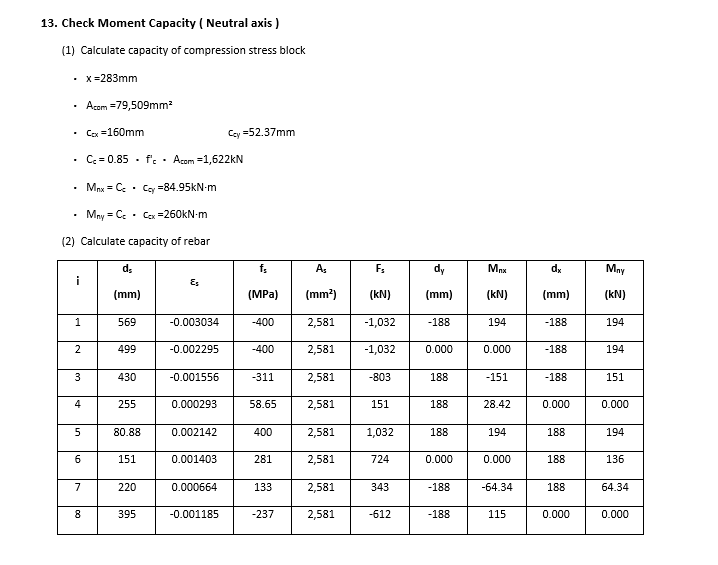 13. Check Moment Capacity ( Neutral axis )
(1) Calculate capacity of compression stress block
· x =283mm
· Acom =79,509mm²
· ccx =160mm ccy =52.37mm
· Cc = 0.85 · f'c · Acom =1,622kN
· Mnx = Cc · ccy =84.95kN·m
· Mny = Cc · ccx =260kN·m
(2) Calculate capacity of rebar
i ds (mm) εs fs (MPa) As (mm²) Fs (kN) dy (mm) Mnx (kN) dx (mm) Mny (kN)
1 569 -0.003034 -400 2,581 -1,032 -188 194 -188 194
2 499 -0.002295 -400 2,581 -1,032 0.000 0.000 -188 194
3 430 -0.001556 -311 2,581 -803 188 -151 -188 151
4 255 0.000293 58.65 2,581 151 188 28.42 0.000 0.000
5 80.88 0.002142 400 2,581 1,032 188 194 188 194
6 151 0.001403 281 2,581 724 0.000 0.000 188 136
7 220 0.000664 133 2,581 343 -188 -64.34 188 64.34
8 395 -0.001185 -237 2,581 -612 -188 115 0.000 0.000